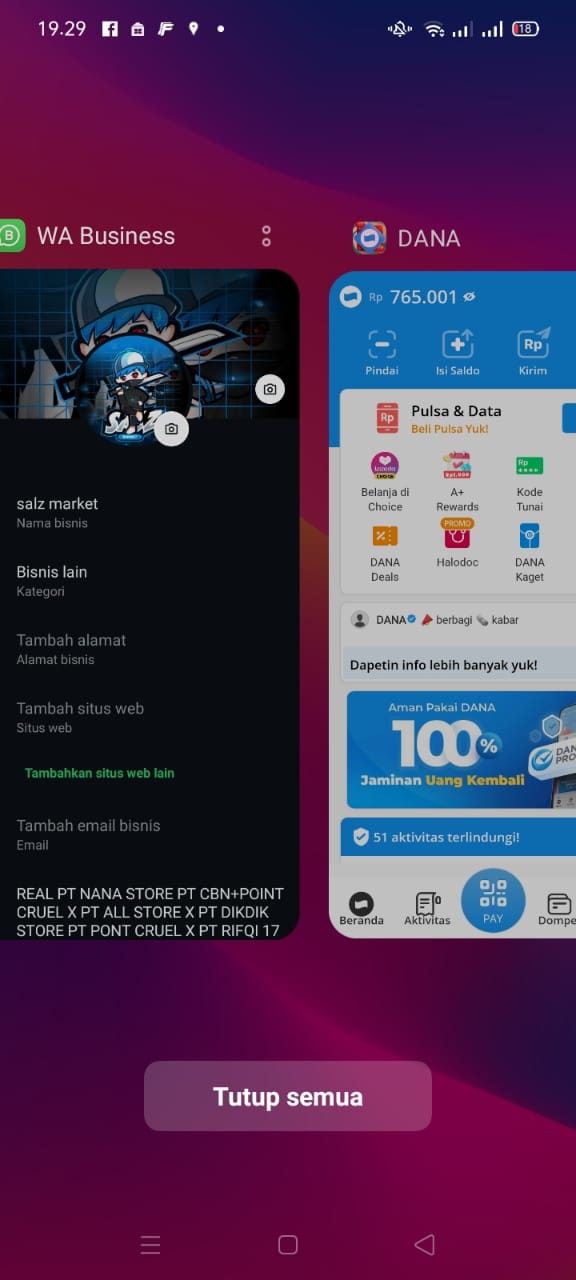 19.29
18
WA Business
DANA
Rp 765.001
Pindai
Isi Saldo
Rp
Kirim
Rp
Pulsa & Data
Beli Pulsa Yuk!
Belanja di Choice
A+ Rewards
Rp
Kode Tunai
PROMO
DANA Deals
Halodoc
DANA Kaget
DANA berbagi kabar
Dapetin info lebih banyak yuk!
Aman Pakai DANA
100%
Jaminan Uang Kembali
51 aktivitas terlindungi!
Beranda
Aktivitas
PAY
Dompe
salz market
Nama bisnis
Bisnis lain
Kategori
Tambah alamat
Alamat bisnis
Tambah situs web
Situs web
Tambahkan situs web lain
Tambah email bisnis
Email
REAL PT NANA STORE PT CBN+POINT
CRUEL X PT ALL STORE X PT DIKDIK
STORE PT PONT CRUEL X PT RIFQI 17
Tutup semua